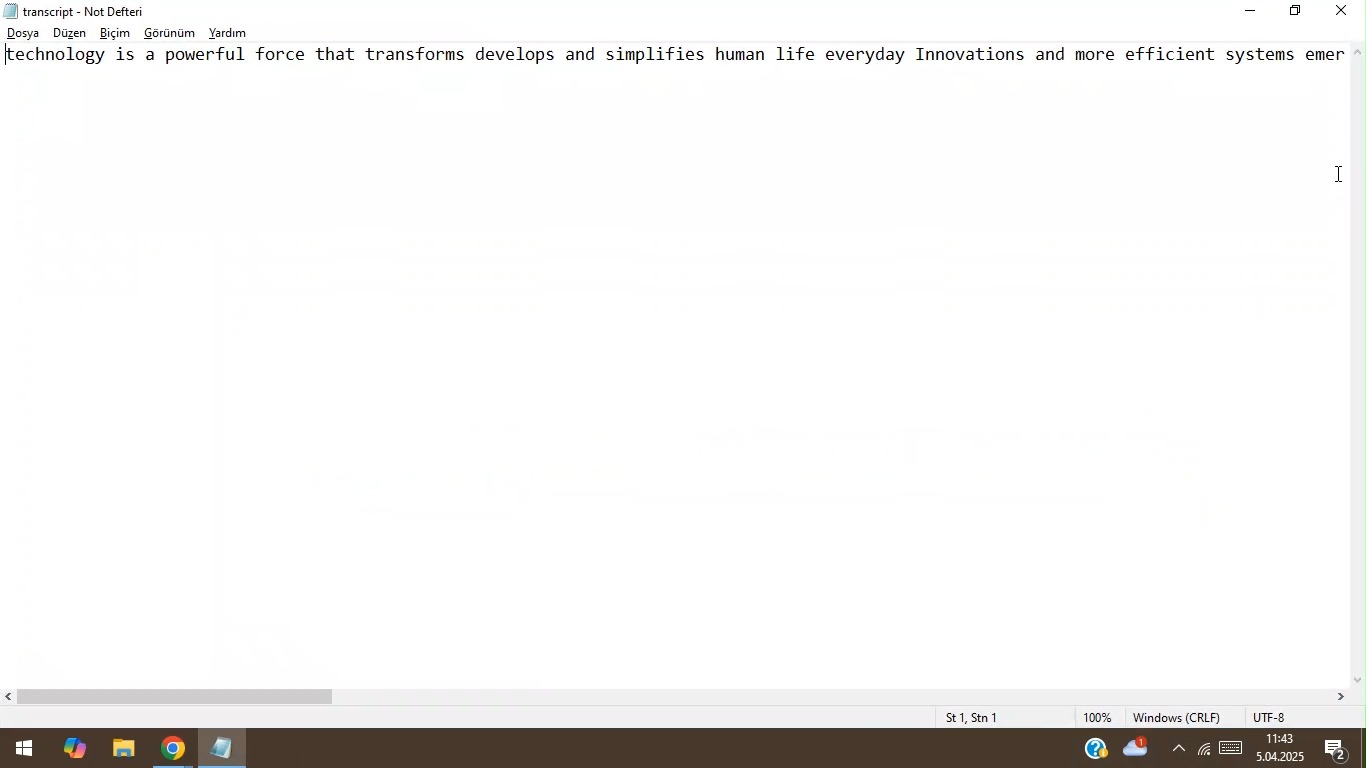 transcript - Not Defteri
Dosya Düzen Biçim Görünüm Yardım
technology is a powerful force that transforms develops and simplifies human life everyday Innovations and more efficient systems emer
St 1, Stn 1 100% Windows (CRLF) UTF-8
1
11:43
5.04.2025
2